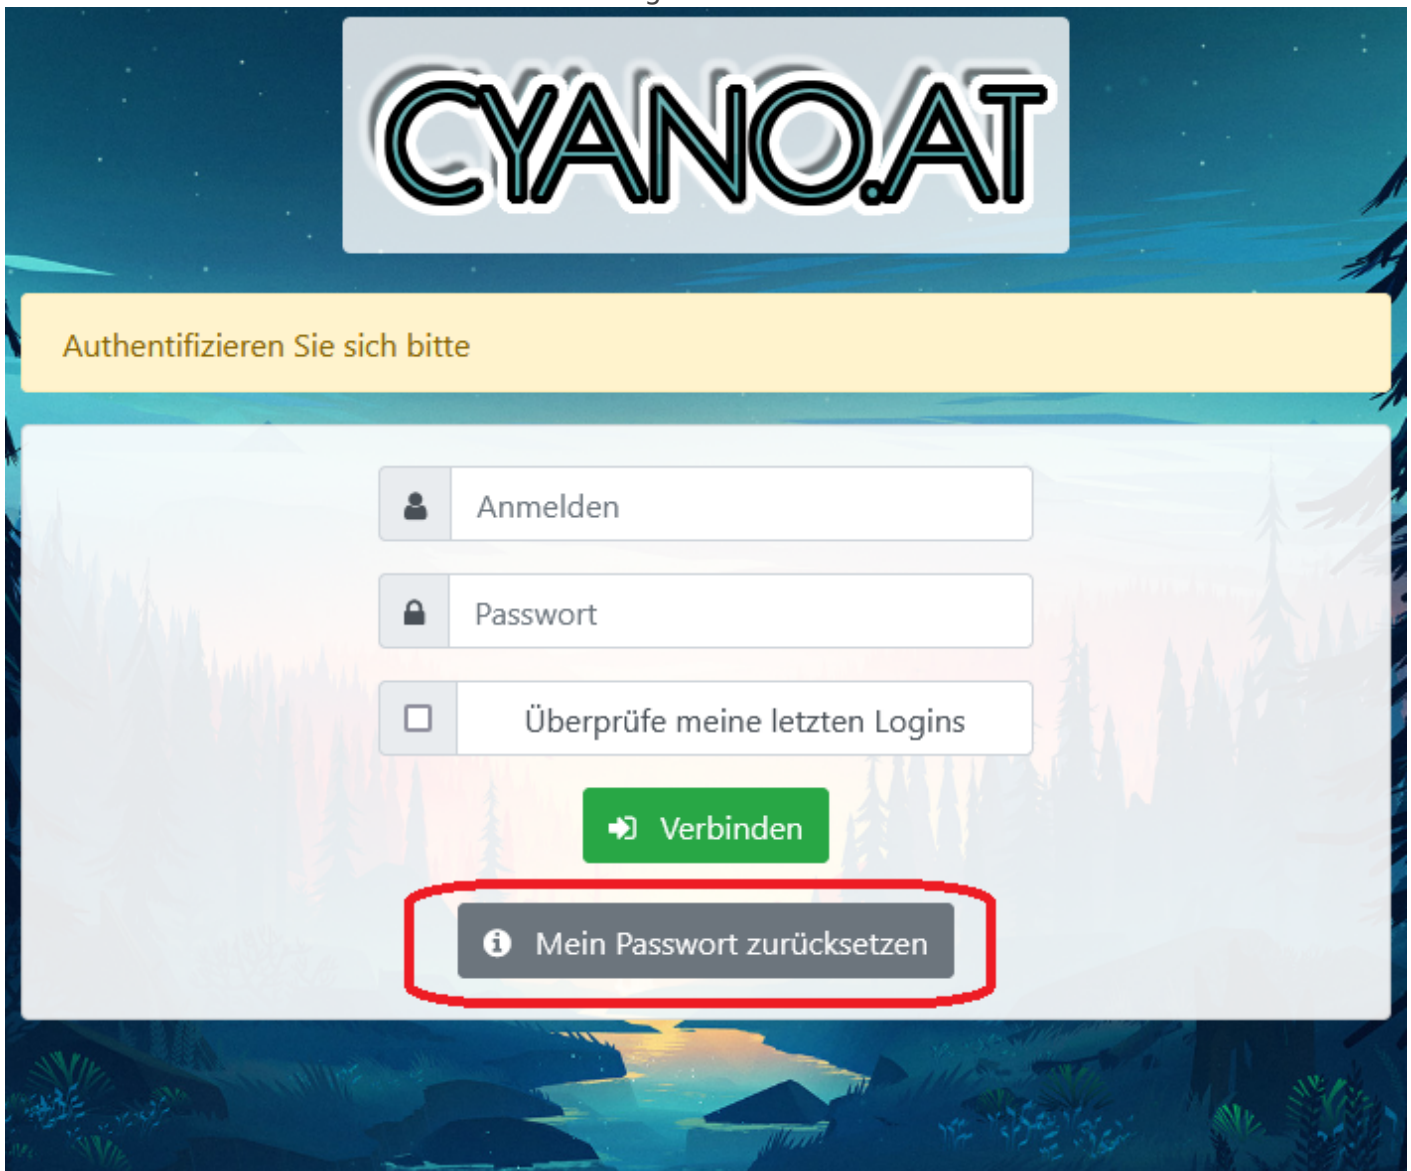 CYANO.AT
Authentifizieren Sie sich bitte
Anmelden
Passwort
Überprüfe meine letzten Logins
Verbinden
Mein Passwort zurücksetzen